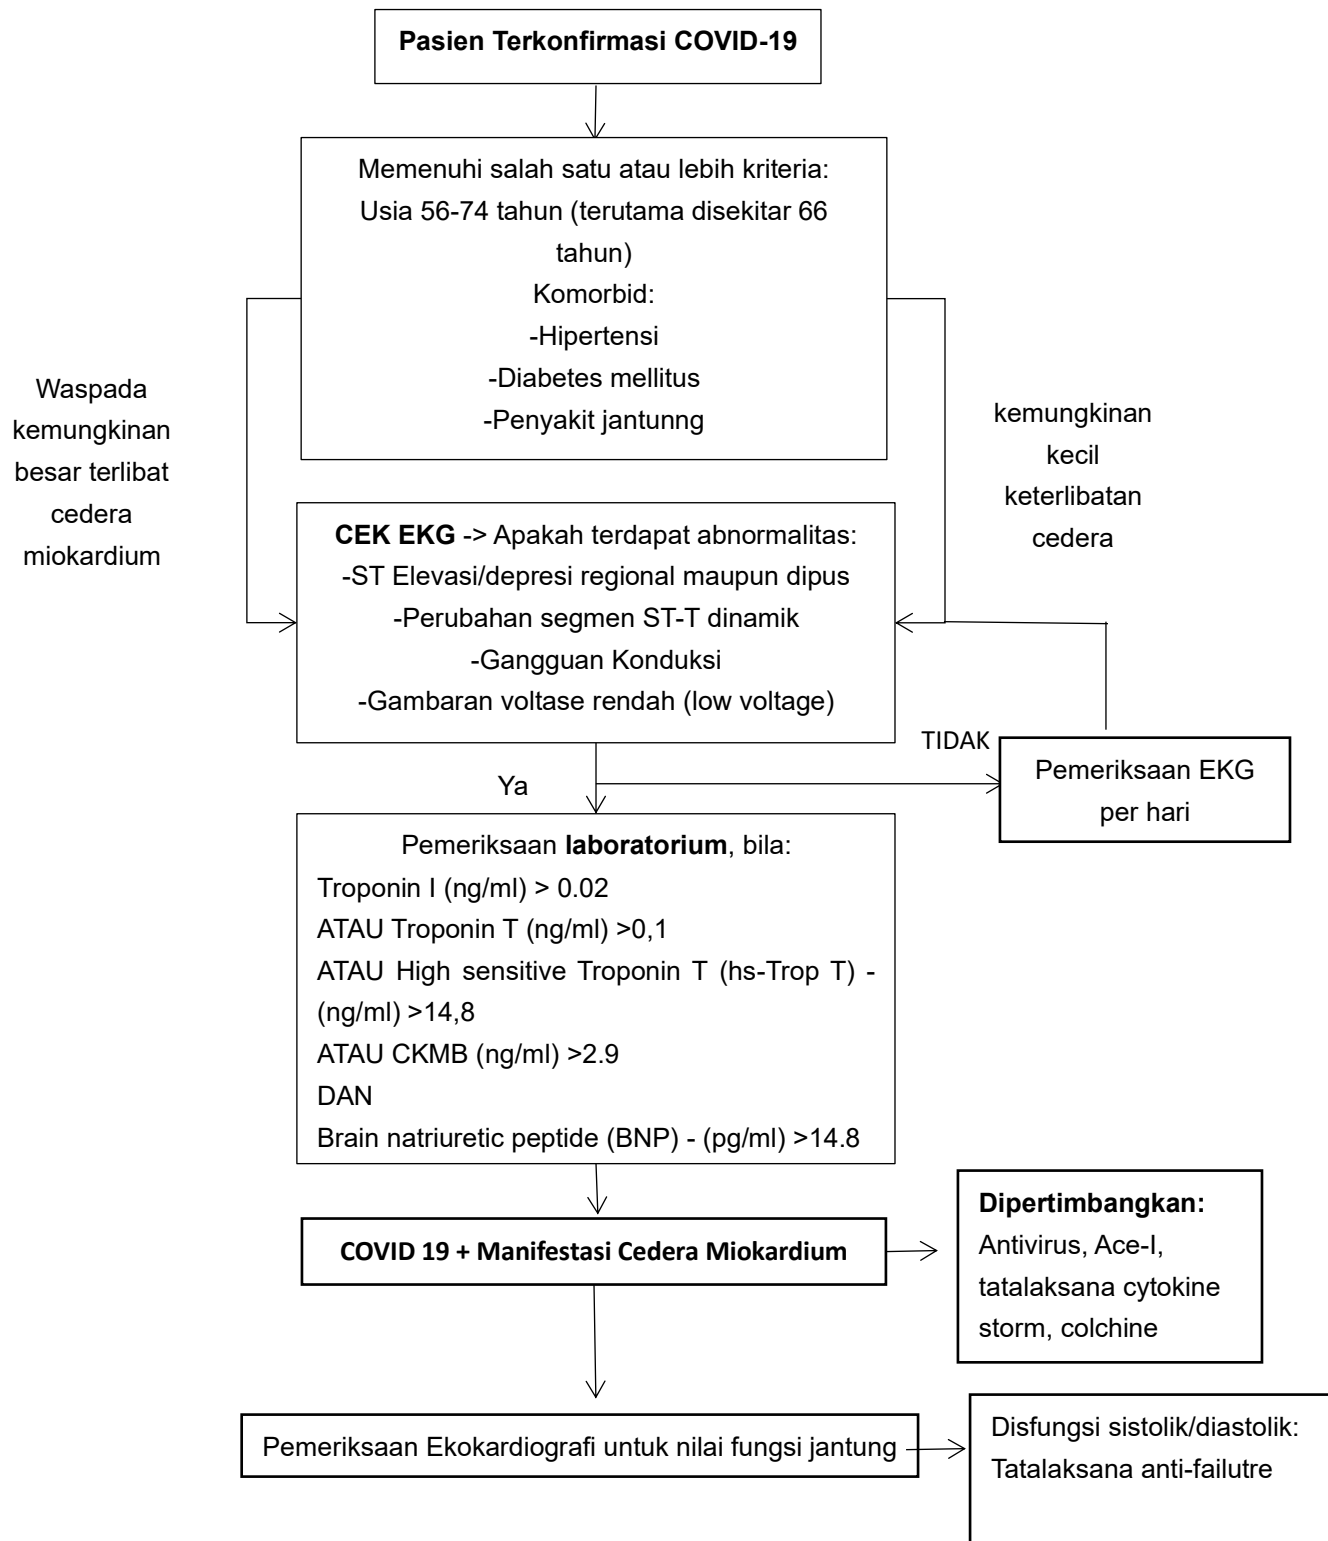 Pasien Terkonfirmasi COVID-19
Memenuhi salah satu atau lebih kriteria:
Usia 56-74 tahun (terutama disekitar 66
tahun)
Komorbid:
-Hipertensi
-Diabetes mellitus
-Penyakit jantunng
Waspada
kemungkinan
besar terlibat
cedera
miokardium
kemungkinan
kecil
keterlibatan
cedera
CEK EKG -> Apakah terdapat abnormalitas:
-ST Elevasi/depresi regional maupun dipus
-Perubahan segmen ST-T dinamik
-Gangguan Konduksi
-Gambaran voltase rendah (low voltage)
TIDAK
Pemeriksaan EKG
per hari
Ya
Pemeriksaan laboratorium, bila:
Troponin I (ng/ml) > 0.02
ATAU Troponin T (ng/ml) >0,1
ATAU High sensitive Troponin T (hs-Trop T) -
(ng/ml) >14,8
ATAU CKMB (ng/ml) >2.9
DAN
Brain natriuretic peptide (BNP) - (pg/ml) >14.8
COVID 19 + Manifestasi Cedera Miokardium
Dipertimbangkan:
Antivirus, Ace-I,
tatalaksana cytokine
storm, colchine
Pemeriksaan Ekokardiografi untuk nilai fungsi jantung
Disfungsi sistolik/diastolik:
Tatalaksana anti-failutre